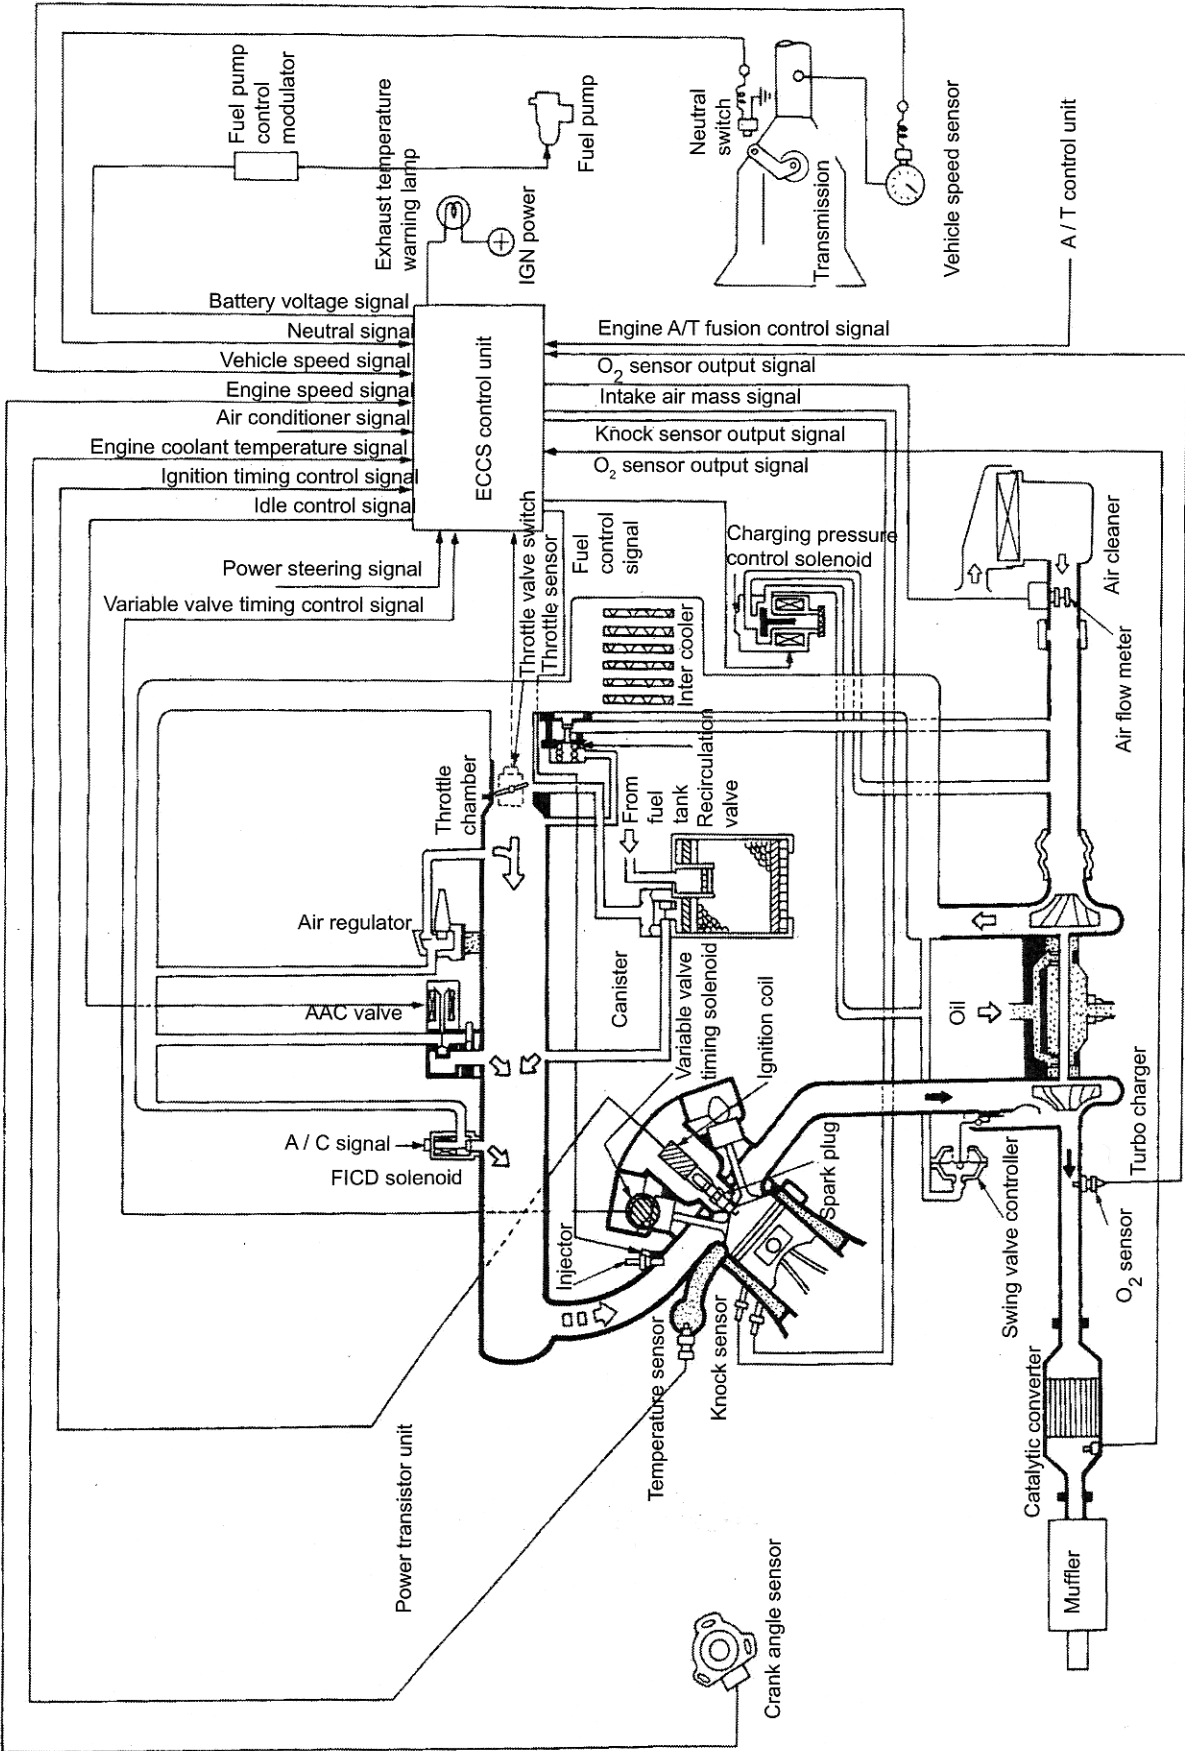 Fuel pump
control
modulator
Exhaust temperature
warning lamp
Fuel pump
IGN power
Neutral
switch
Transmission
Vehicle speed sensor
A / T control unit
Battery voltage signal
Neutral signal
Vehicle speed signal
Engine speed signal
Air conditioner signal
Engine coolant temperature signal
Ignition timing control signal
Idle control signal
Power steering signal
Variable valve timing control signal
ECCS control unit
Engine A/T fusion control signal
O2 sensor output signal
Intake air mass signal
Knock sensor output signal
O2 sensor output signal
Throttle valve switch
Throttle sensor
Fuel
control
signal
Charging pressure
control solenoid
Inter cooler
Air cleaner
Air flow meter
Throttle
chamber
From
fuel
tank
Recirculation
valve
Air regulator
AAC valve
Canister
Variable valve
timing solenoid
Ignition coil
Oil
Turbo charger
A / C signal
FICD solenoid
Injector
Spark plug
Swing valve controller
O2 sensor
Temperature sensor
Knock sensor
Catalytic converter
Power transistor unit
Muffler
Crank angle sensor